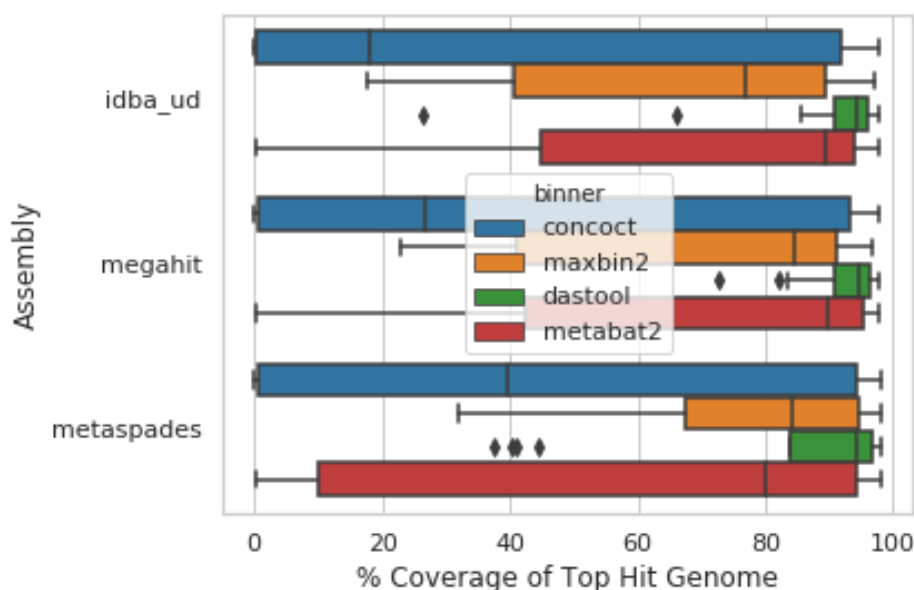 Assembly
idba_ud
megahit
metaspades
binner
concoct
maxbin2
dastool
metabat2
0 20 40 60 80 100
% Coverage of Top Hit Genome